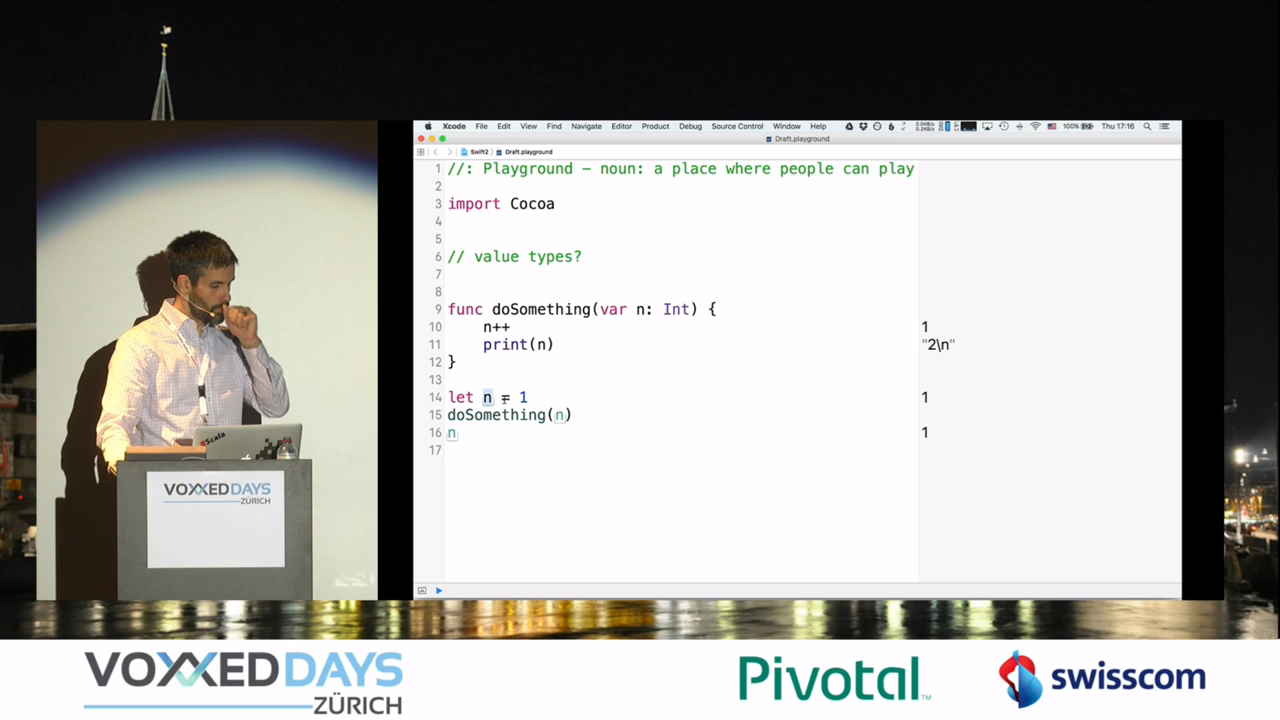 Xcode File Edit View Find Navigate Editor Product Debug Source Control Window Help 100% Thu 17:16
Draft.playground
Swift2 Draft.playground
1 //: Playground – noun: a place where people can play
2
3 import Cocoa
4
5
6 // value types?
7
8
9 func doSomething(var n: Int) {
10 n++ 1
11 print(n) "2\n"
12 }
13
14 let n = 1 1
15 doSomething(n)
16 n 1
17
Scala
VOXXED DAYS
ZÜRICH
VOXXED DAYS
ZÜRICH
Pivotal™
swisscom